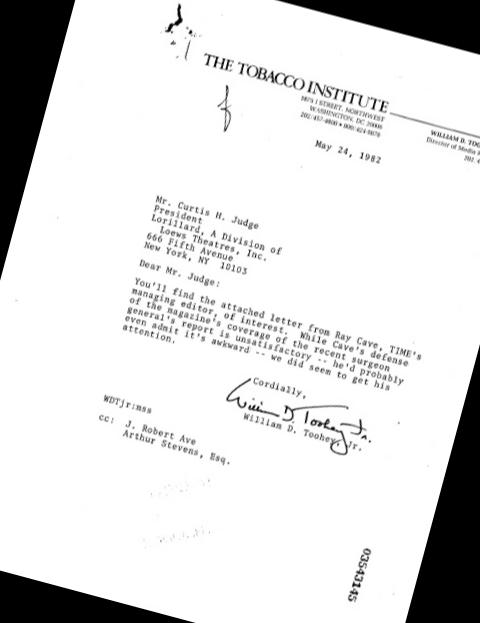 THE TOBACCO INSTITUTE
1875 I STREET, NORTHWEST
WASHINGTON, DC 20006
202/457-4800 • 800/424-9876
WILLIAM D. TOO
Director of Media
202
May 24, 1982
Mr. Curtis H. Judge
President
Lorillard, A Division of
Loews Theatres, Inc.
666 Fifth Avenue
New York, NY 10103
Dear Mr. Judge:
You'll find the attached letter from Ray Cave, TIME's
managing editor, of interest. While Cave's defense
of the magazine's coverage of the recent surgeon
general's report is unsatisfactory -- he'd probably
even admit it's awkward -- we did seem to get his
attention.
Cordially,
William D. Toohey Jr.
William D. Toohey, Jr.
WDTjr:mss
cc: J. Robert Ave
Arthur Stevens, Esq.
03543145